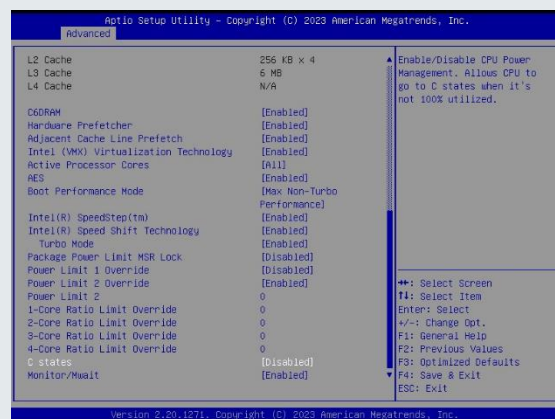 Aptio Setup Utility – Copyright (C) 2023 American Megatrends, Inc.
Advanced
L2 Cache 256 KB x 4
L3 Cache 6 MB
L4 Cache N/A
C6DRAM [Enabled]
Hardware Prefetcher [Enabled]
Adjacent Cache Line Prefetch [Enabled]
Intel (VMX) Virtualization Technology [Enabled]
Active Processor Cores [All]
AES [Enabled]
Boot Performance Mode [Max Non-Turbo
Performance]
Intel(R) SpeedStep(tm) [Enabled]
Intel(R) Speed Shift Technology [Enabled]
Turbo Mode [Enabled]
Package Power Limit MSR Lock [Disabled]
Power Limit 1 Override [Disabled]
Power Limit 2 Override [Enabled]
Power Limit 2 0
1-Core Ratio Limit Override 0
2-Core Ratio Limit Override 0
3-Core Ratio Limit Override 0
4-Core Ratio Limit Override 0
C states [Disabled]
Monitor/Mwait [Enabled]
Enable/Disable CPU Power
Management. Allows CPU to
go to C states when it's
not 100% utilized.
→←: Select Screen
↑↓: Select Item
Enter: Select
+/-: Change Opt.
F1: General Help
F2: Previous Values
F3: Optimized Defaults
F4: Save & Exit
ESC: Exit
Version 2.20.1271. Copyright (C) 2023 American Megatrends, Inc.